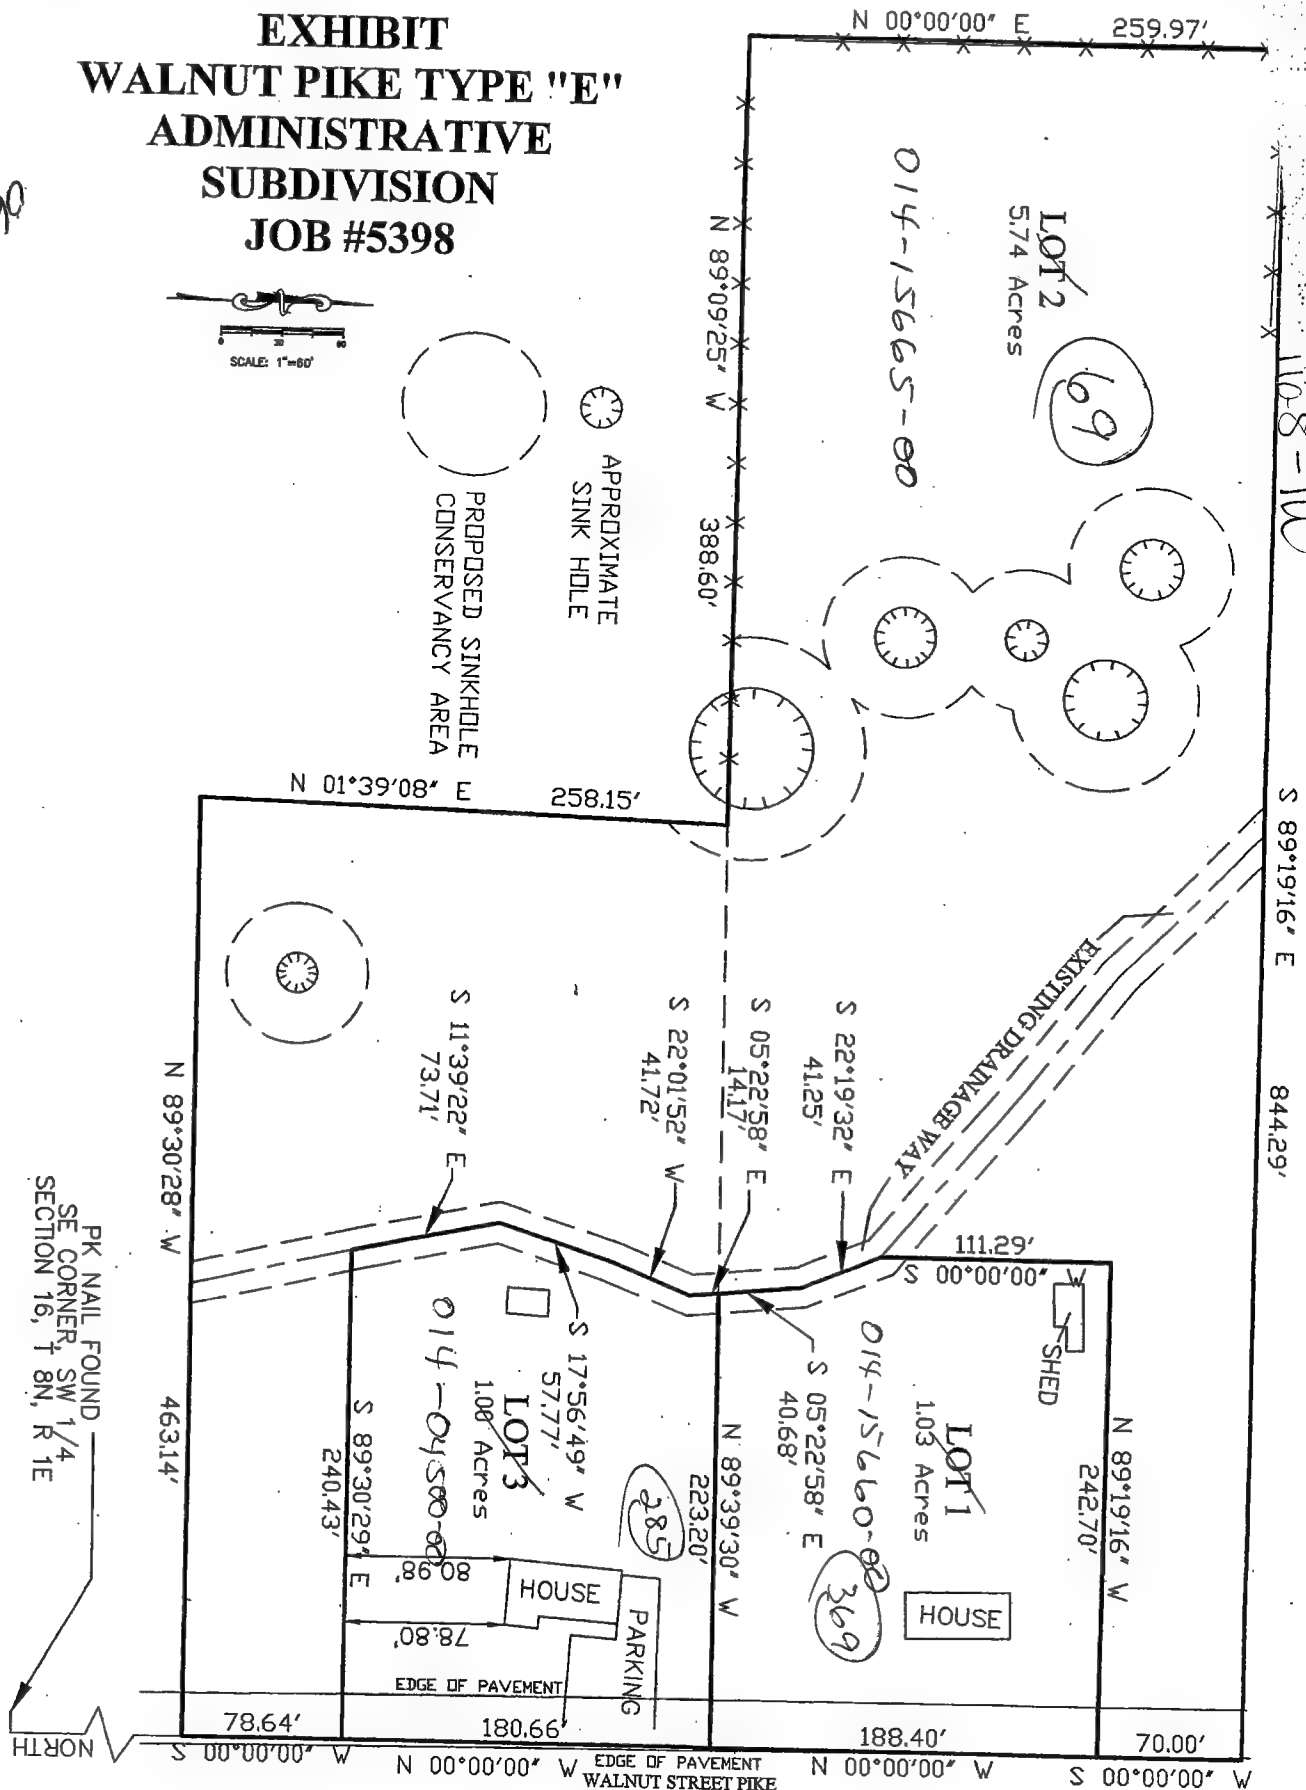 EXHIBIT
WALNUT PIKE TYPE "E"
ADMINISTRATIVE
SUBDIVISION
JOB #5398
SCALE: 1"=60'
0
30
60
APPROXIMATE
SINK HOLE
PROPOSED SINKHOLE
CONSERVANCY AREA
N 00°00'00" E
259.97'
LOT 2
5.74 Acres
69
014-15665-00
N 89°09'25" W
388.60'
S 89°19'16" E
844.29'
N 01°39'08" E
258.15'
EXISTING DRAINAGE WAY
S 22°19'32" E
41.25'
S 05°22'58" E
14.17'
S 22°01'52" W
41.72'
S 11°39'22" E
73.71'
N 89°30'28" W
463.14'
111.29'
S 00°00'00" W
SHED
N 89°19'16" W
242.70'
LOT 1
1.03 Acres
014-15660-00
369
HOUSE
S 05°22'58" E
40.68'
N 89°39'30" W
223.20'
285
S 17°56'49" W
57.77'
LOT 3
1.00 Acres
014-04500-00
S 89°30'29" E
240.43'
80.98'
78.80'
HOUSE
PARKING
EDGE OF PAVEMENT
78.64'
180.66'
188.40'
70.00'
S 00°00'00" W
N 00°00'00" W
EDGE OF PAVEMENT
N 00°00'00" W
S 00°00'00" W
WALNUT STREET PIKE
PK NAIL FOUND
SE CORNER, SW 1/4
SECTION 16, T 8N, R 1E
NORTH